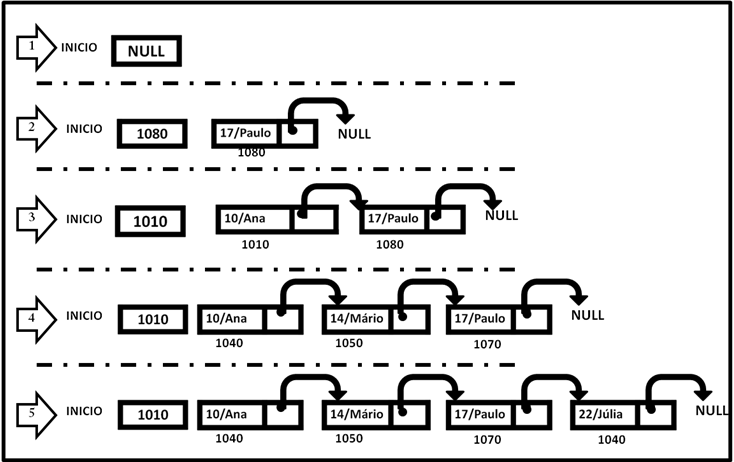 1 INICIO NULL
2 INICIO 1080 17/Paulo NULL
1080
3 INICIO 1010 10/Ana 17/Paulo NULL
1010 1080
4 INICIO 1010 10/Ana 14/Mário 17/Paulo NULL
1040 1050 1070
5 INICIO 1010 10/Ana 14/Mário 17/Paulo 22/Júlia NULL
1040 1050 1070 1040